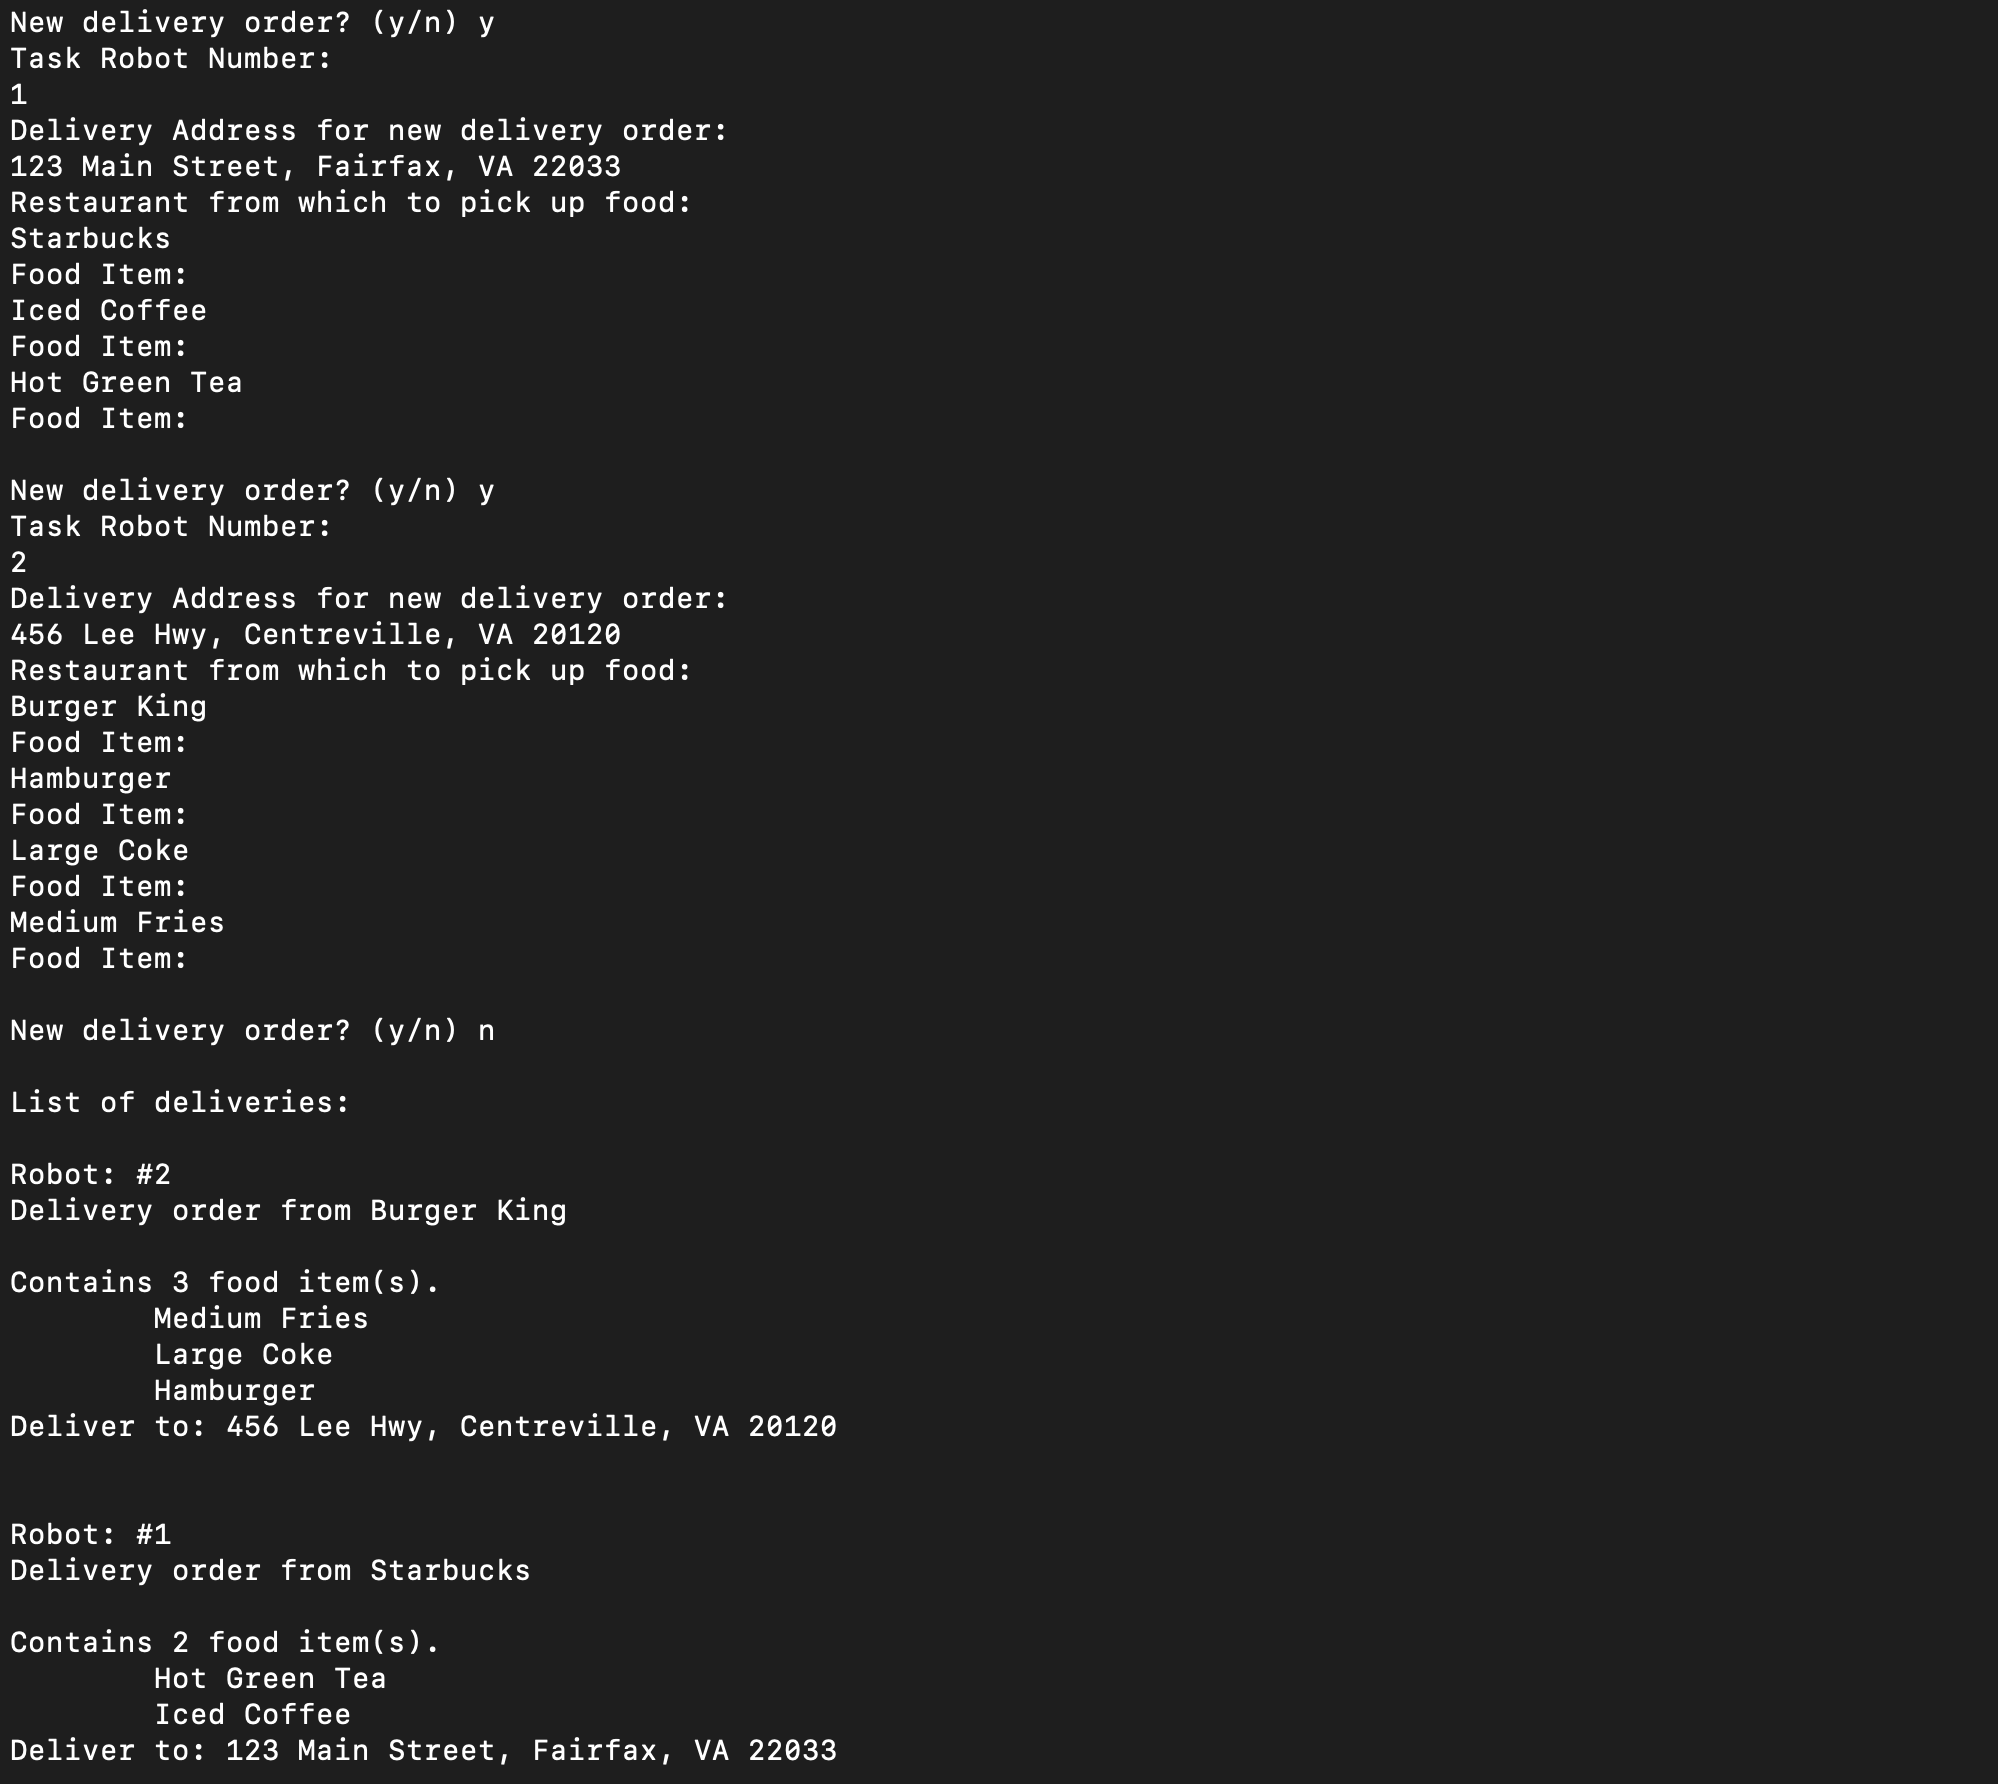 New delivery order? (y/n) y
Task Robot Number:
1
Delivery Address for new delivery order:
123 Main Street, Fairfax, VA 22033
Restaurant from which to pick up food:
Starbucks
Food Item:
Iced Coffee
Food Item:
Hot Green Tea
Food Item:

New delivery order? (y/n) y
Task Robot Number:
2
Delivery Address for new delivery order:
456 Lee Hwy, Centreville, VA 20120
Restaurant from which to pick up food:
Burger King
Food Item:
Hamburger
Food Item:
Large Coke
Food Item:
Medium Fries
Food Item:

New delivery order? (y/n) n

List of deliveries:

Robot: #2
Delivery order from Burger King

Contains 3 food item(s).
        Medium Fries
        Large Coke
        Hamburger
Deliver to: 456 Lee Hwy, Centreville, VA 20120


Robot: #1
Delivery order from Starbucks

Contains 2 food item(s).
        Hot Green Tea
        Iced Coffee
Deliver to: 123 Main Street, Fairfax, VA 22033